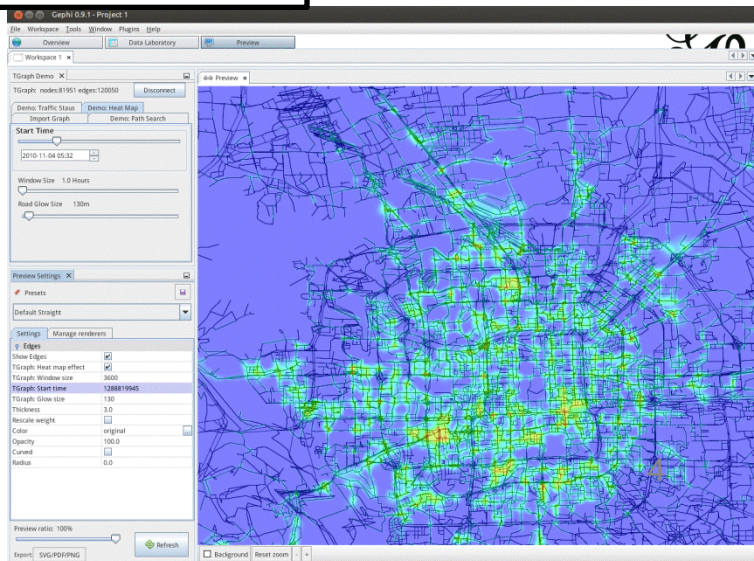 Gephi 0.9.1 - Project 1
File Workspace Tools Window Plugins Help
Overview Data Laboratory Preview
Workspace 1 ×
TGraph Demo ×
TGraph: nodes:81951 edges:120050 Disconnect
Demo: Traffic Staus Demo: Heat Map
Import Graph Demo: Path Search
Start Time
2010-11-04 05:32
Window Size 1.0 Hours
Road Glow Size 130m
Preview Settings ×
Presets
Default Straight
Settings Manage renderers
Edges
Show Edges
TGraph: Heat map effect
TGraph: Window size 3600
TGraph: Start time 1288819945
TGraph: Glow size 130
Thickness 3.0
Rescale weight
Color original ...
Opacity 100.0
Curved
Radius 0.0
Preview ratio: 100%
Refresh
Export: SVG/PDF/PNG
Preview ×
4
Background Reset zoom - +